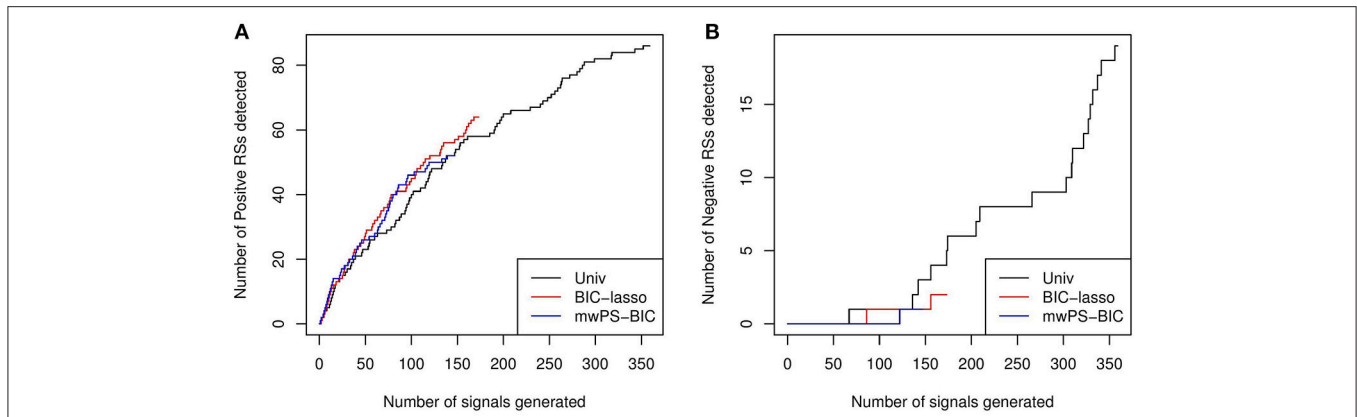 A
Number of Positve RSs detected
80
60
40
20
0
0 50 100 150 200 250 300 350
Number of signals generated
Univ
BIC-lasso
mwPS-BIC
B
Number of Negative RSs detected
15
10
5
0
0 50 100 150 200 250 300 350
Number of signals generated
Univ
BIC-lasso
mwPS-BIC